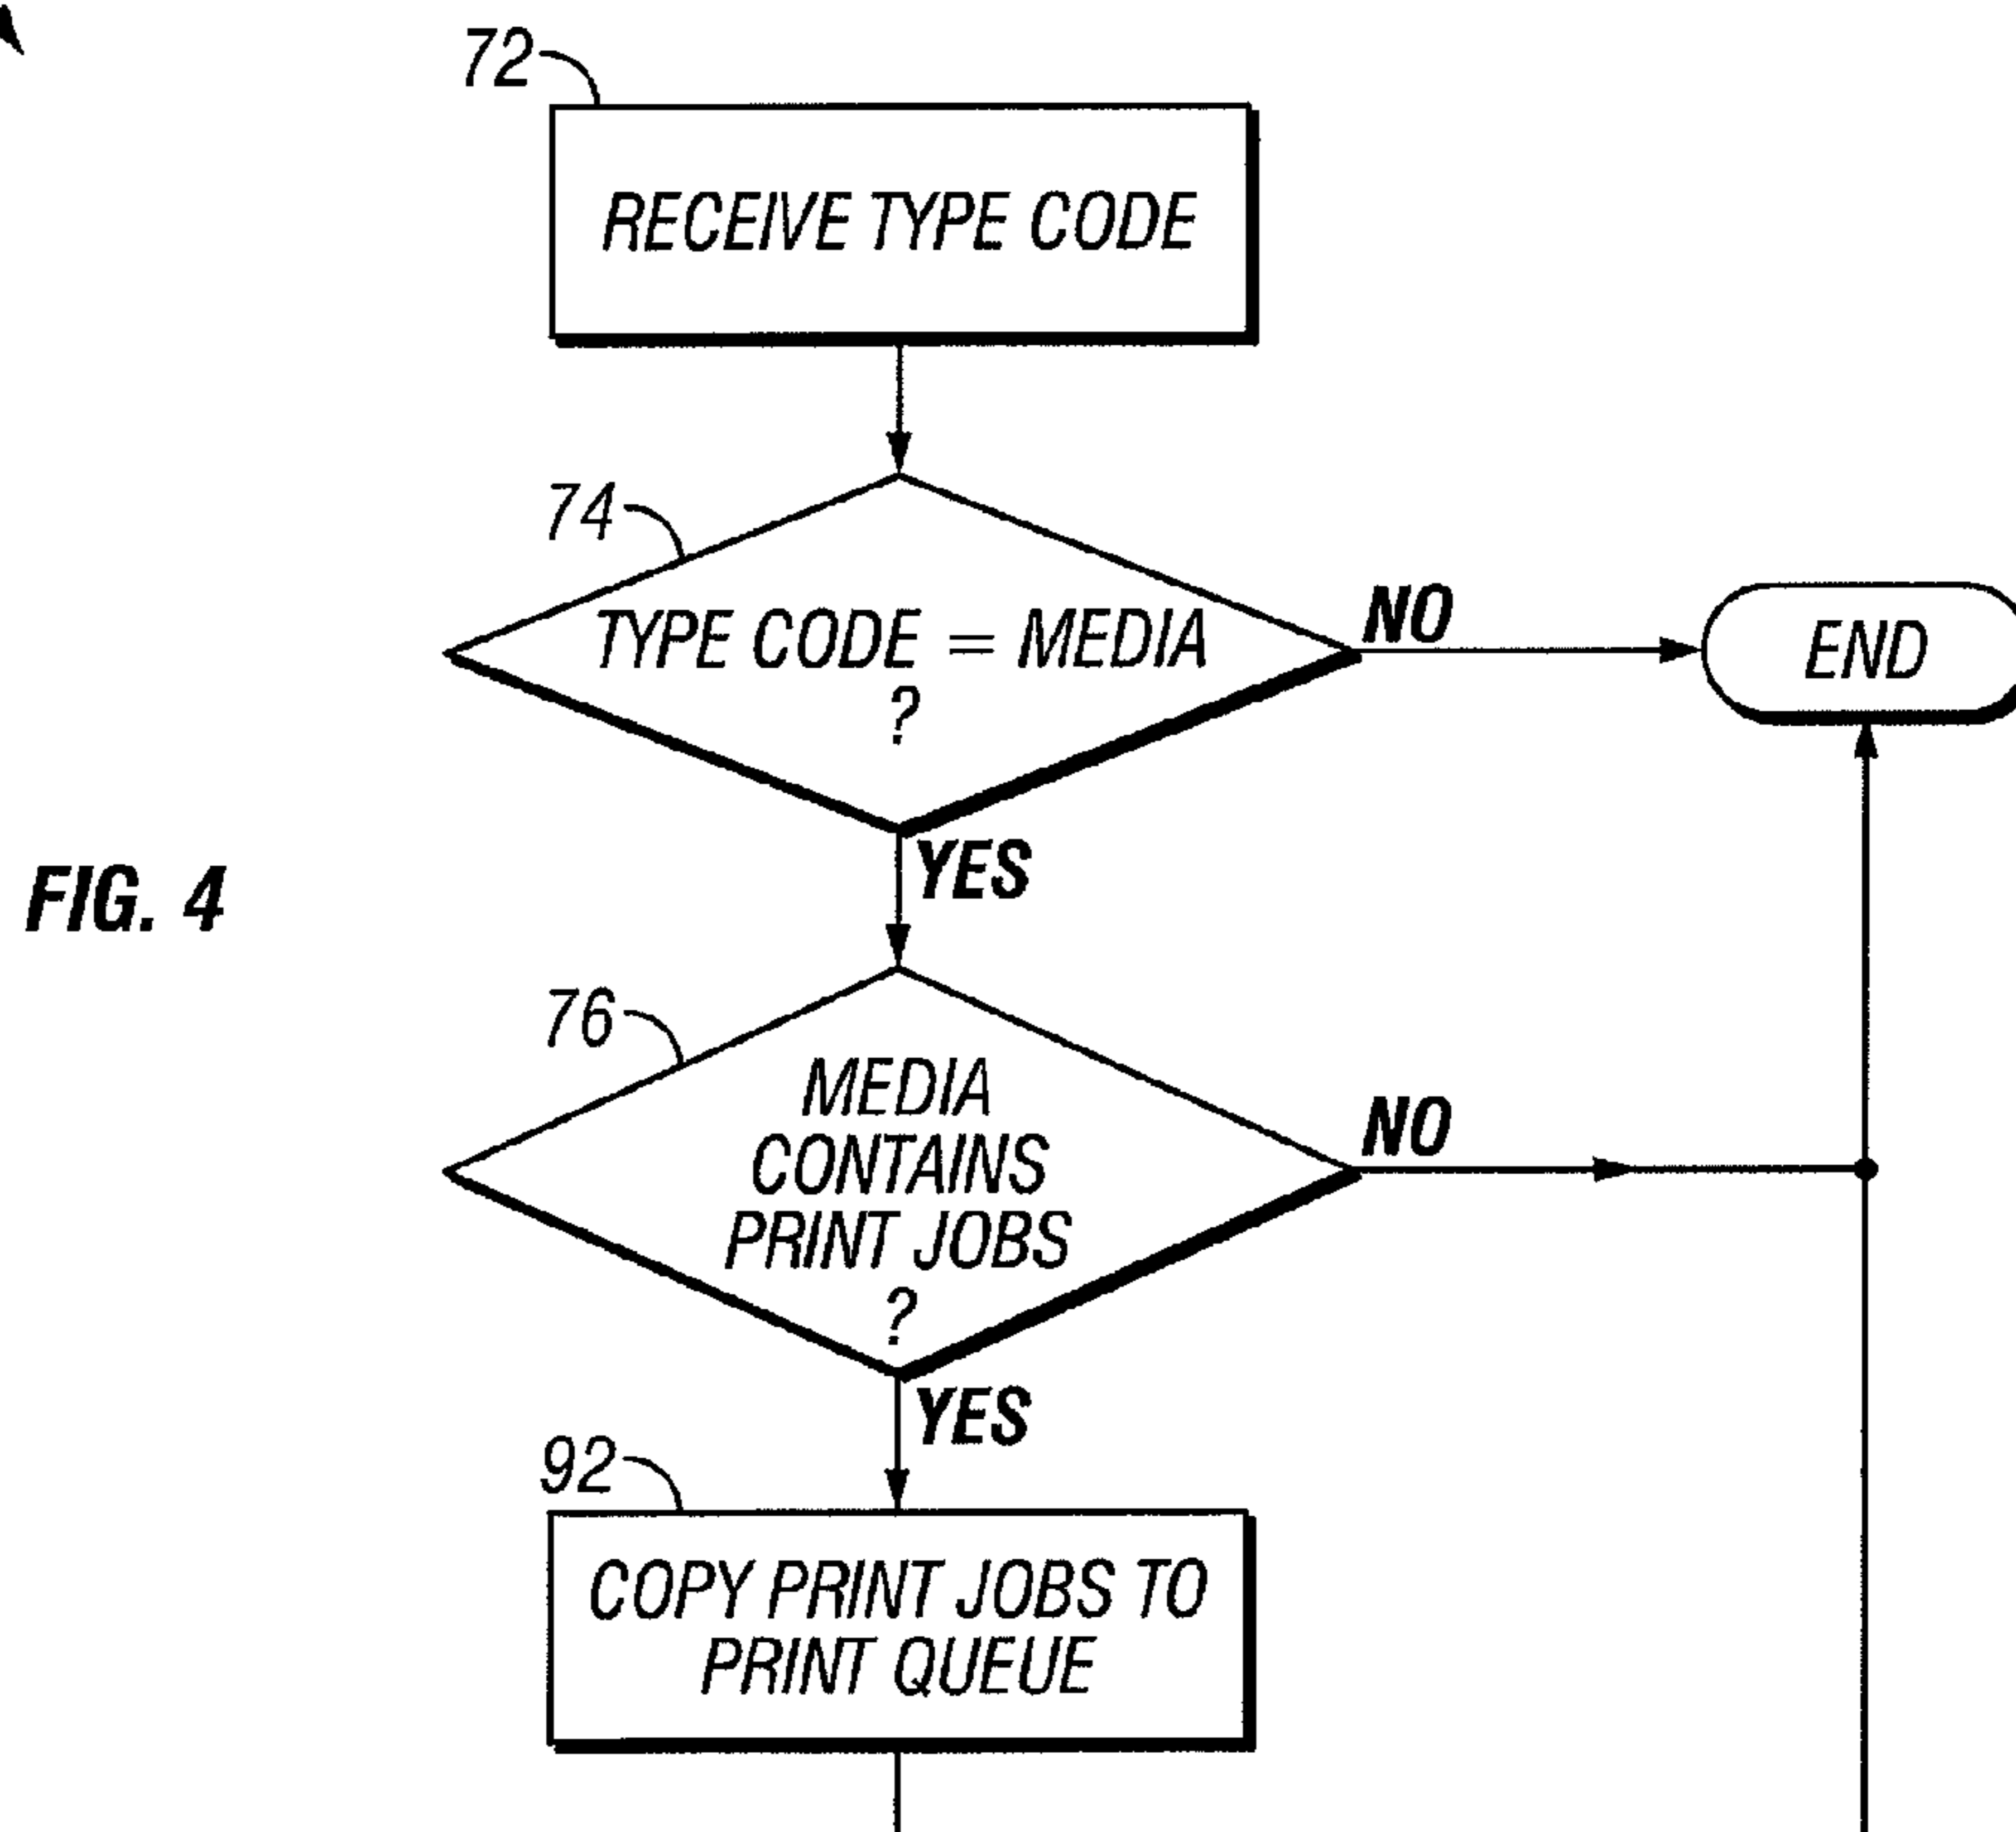 72
RECEIVE TYPE CODE
74
TYPE CODE = MEDIA
?
NO
END
YES
FIG. 4
76
MEDIA
CONTAINS
PRINT JOBS
?
NO
YES
92
COPY PRINT JOBS TO
PRINT QUEUE